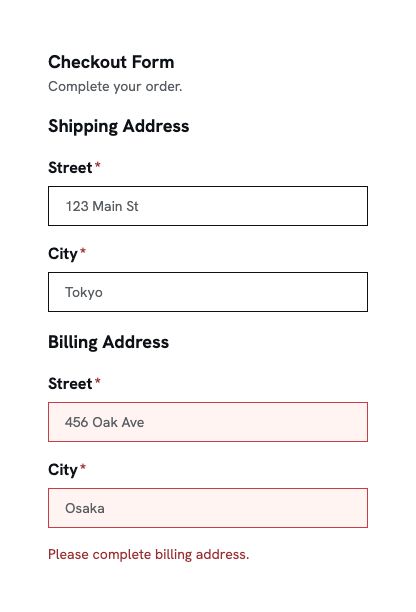 Checkout Form
Complete your order.
Shipping Address
Street*
123 Main St
City*
Tokyo
Billing Address
Street*
456 Oak Ave
City*
Osaka
Please complete billing address.